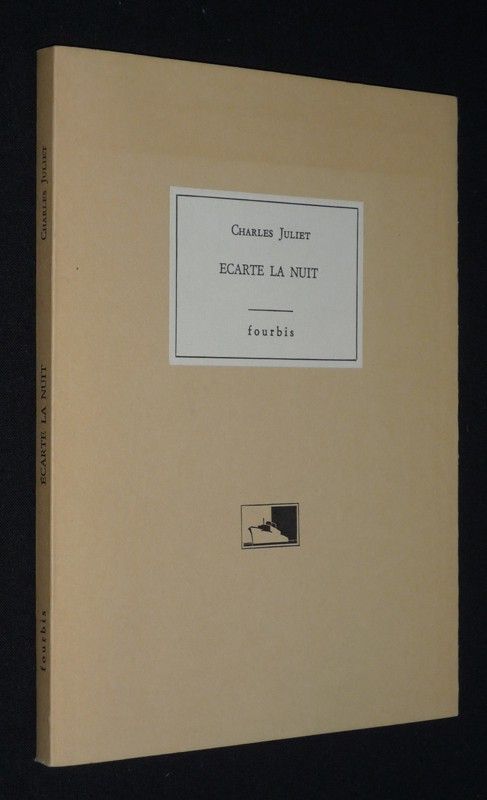 CHARLES JULIET
ECARTE LA NUIT
fourbis
CHARLES JULIET
ECARTE LA NUIT
fourbis